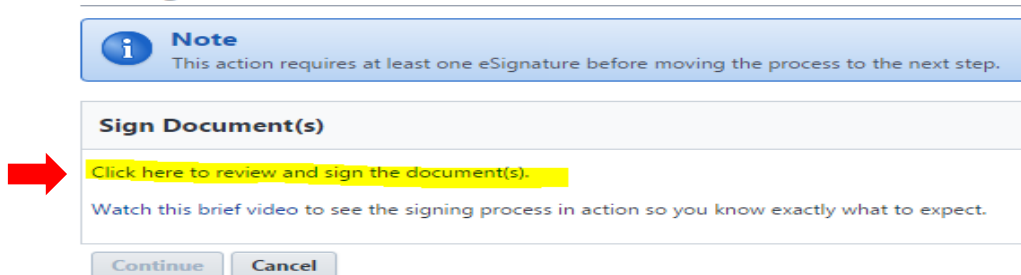 Note
This action requires at least one eSignature before moving the process to the next step.
Sign Document(s)
Click here to review and sign the document(s).
Watch this brief video to see the signing process in action so you know exactly what to expect.
Continue Cancel